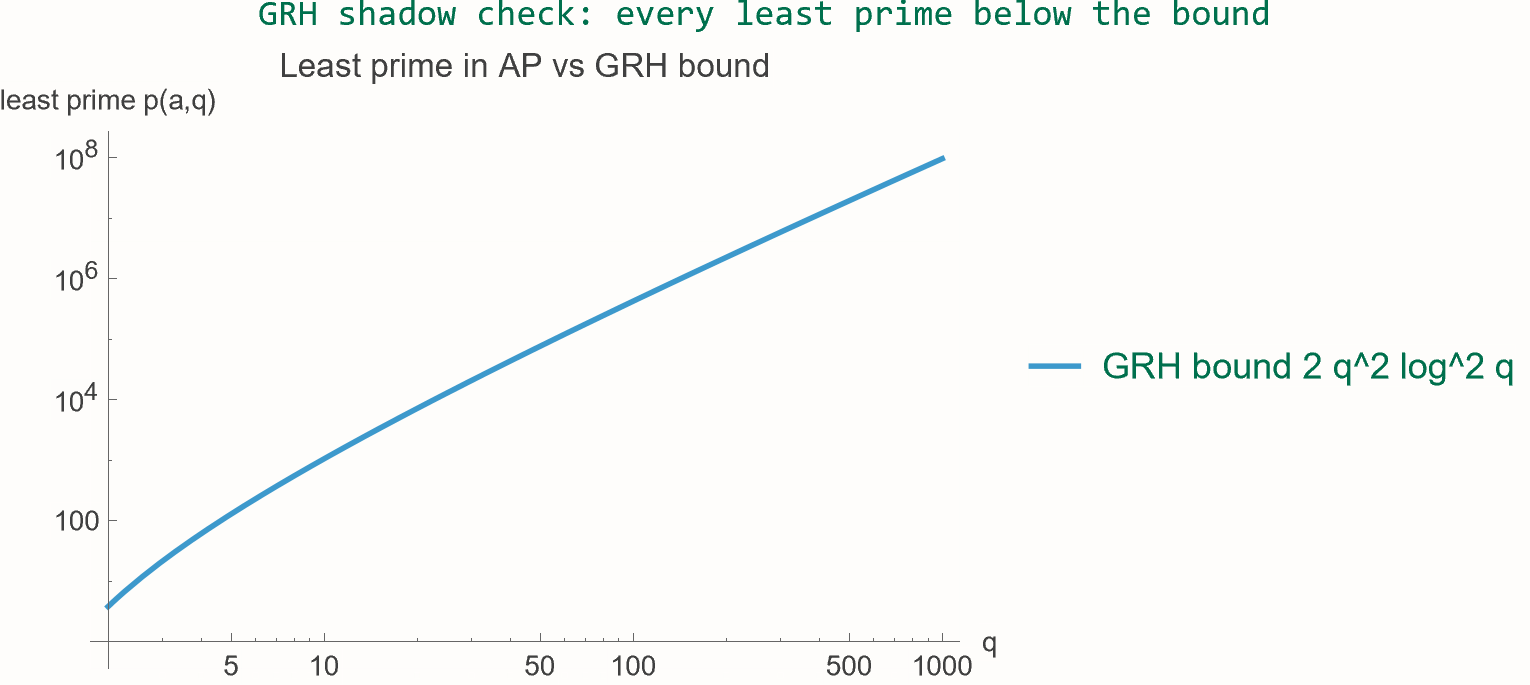 GRH shadow check: every least prime below the bound
Least prime in AP vs GRH bound
least prime p(a,q)
10^8
10^6
10^4
100
5 10 50 100 500 1000 q
GRH bound 2 q^2 log^2 q